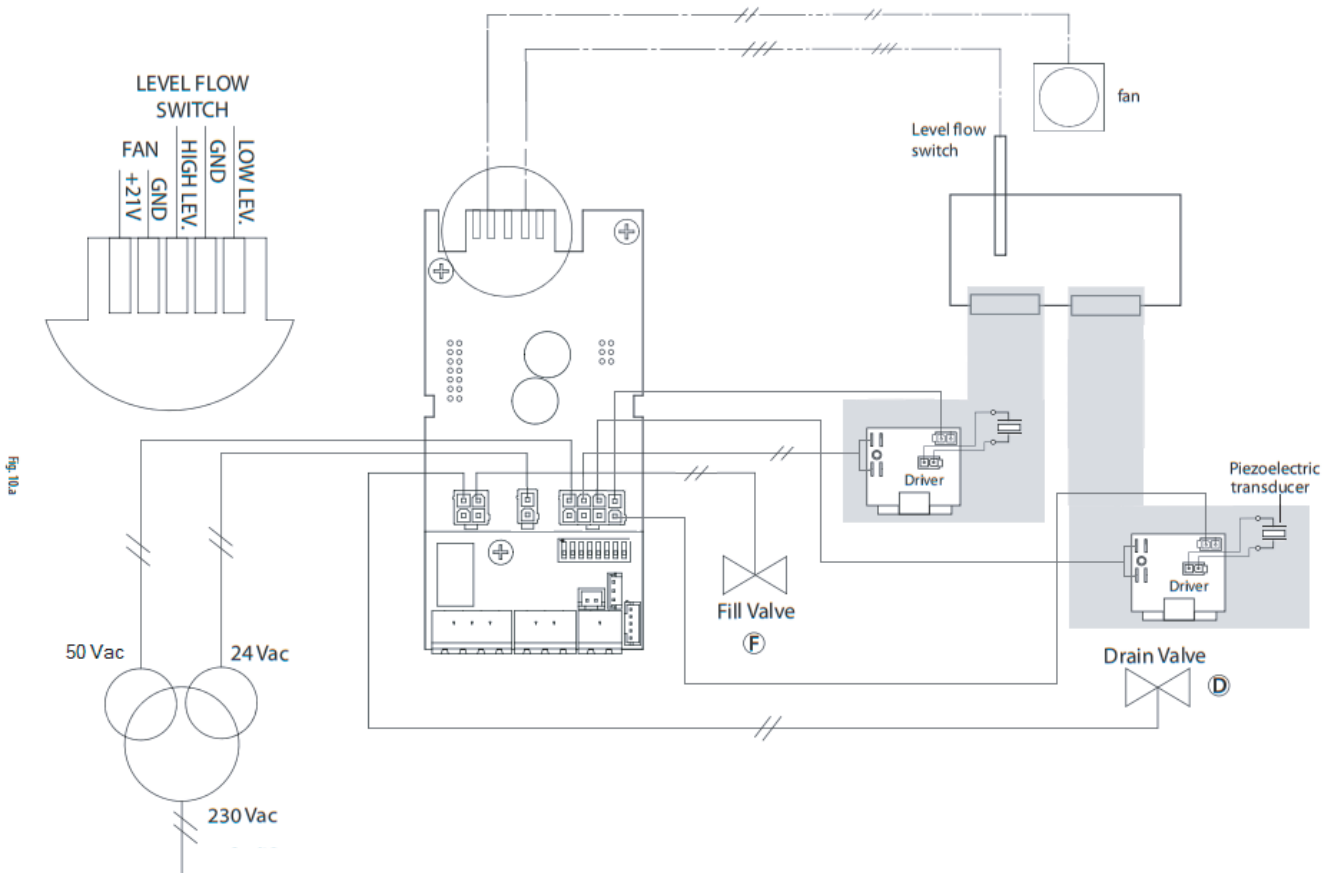 LEVEL FLOW
SWITCH
FAN
+21V
GND
HIGH LEV.
GND
LOW LEV.
fan
Level flow
switch
Driver
Piezoelectric
transducer
Driver
Fill Valve
F
Drain Valve
D
50 Vac
24 Vac
230 Vac
Fig. 10.a